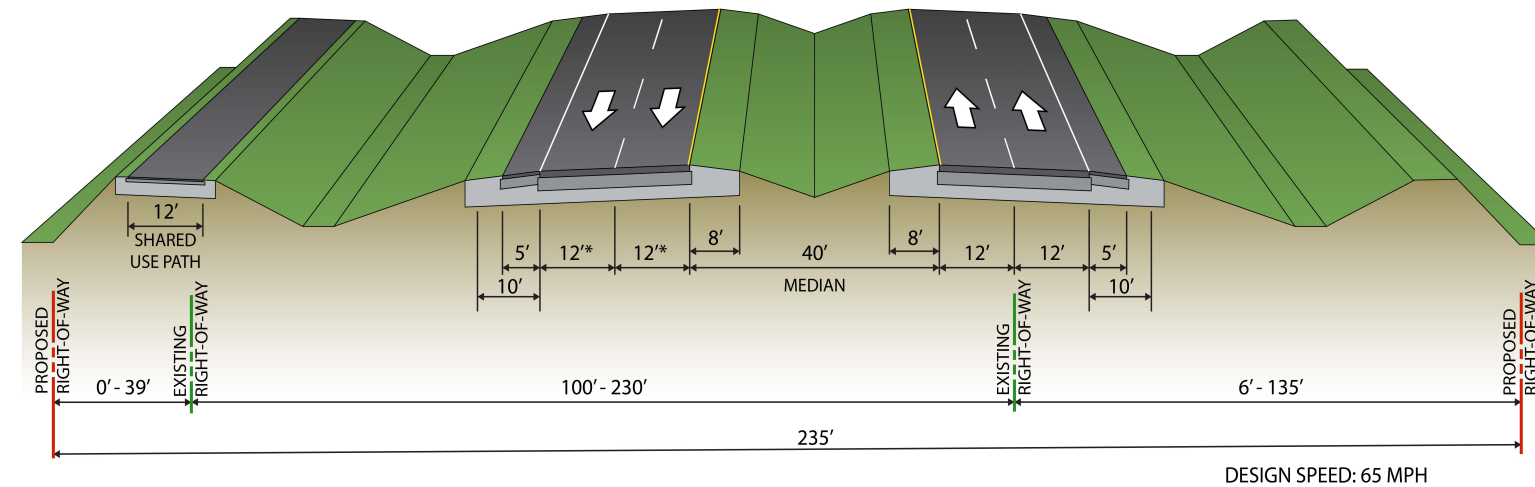 12’
SHARED
USE PATH
5’
12’*
12’*
8’
40’
8’
12’
12’
5’
10’
MEDIAN
10’
PROPOSED
RIGHT-OF-WAY
EXISTING
RIGHT-OF-WAY
EXISTING
RIGHT-OF-WAY
PROPOSED
RIGHT-OF-WAY
0’ - 39’
100’ - 230’
6’ - 135’
235’
DESIGN SPEED: 65 MPH